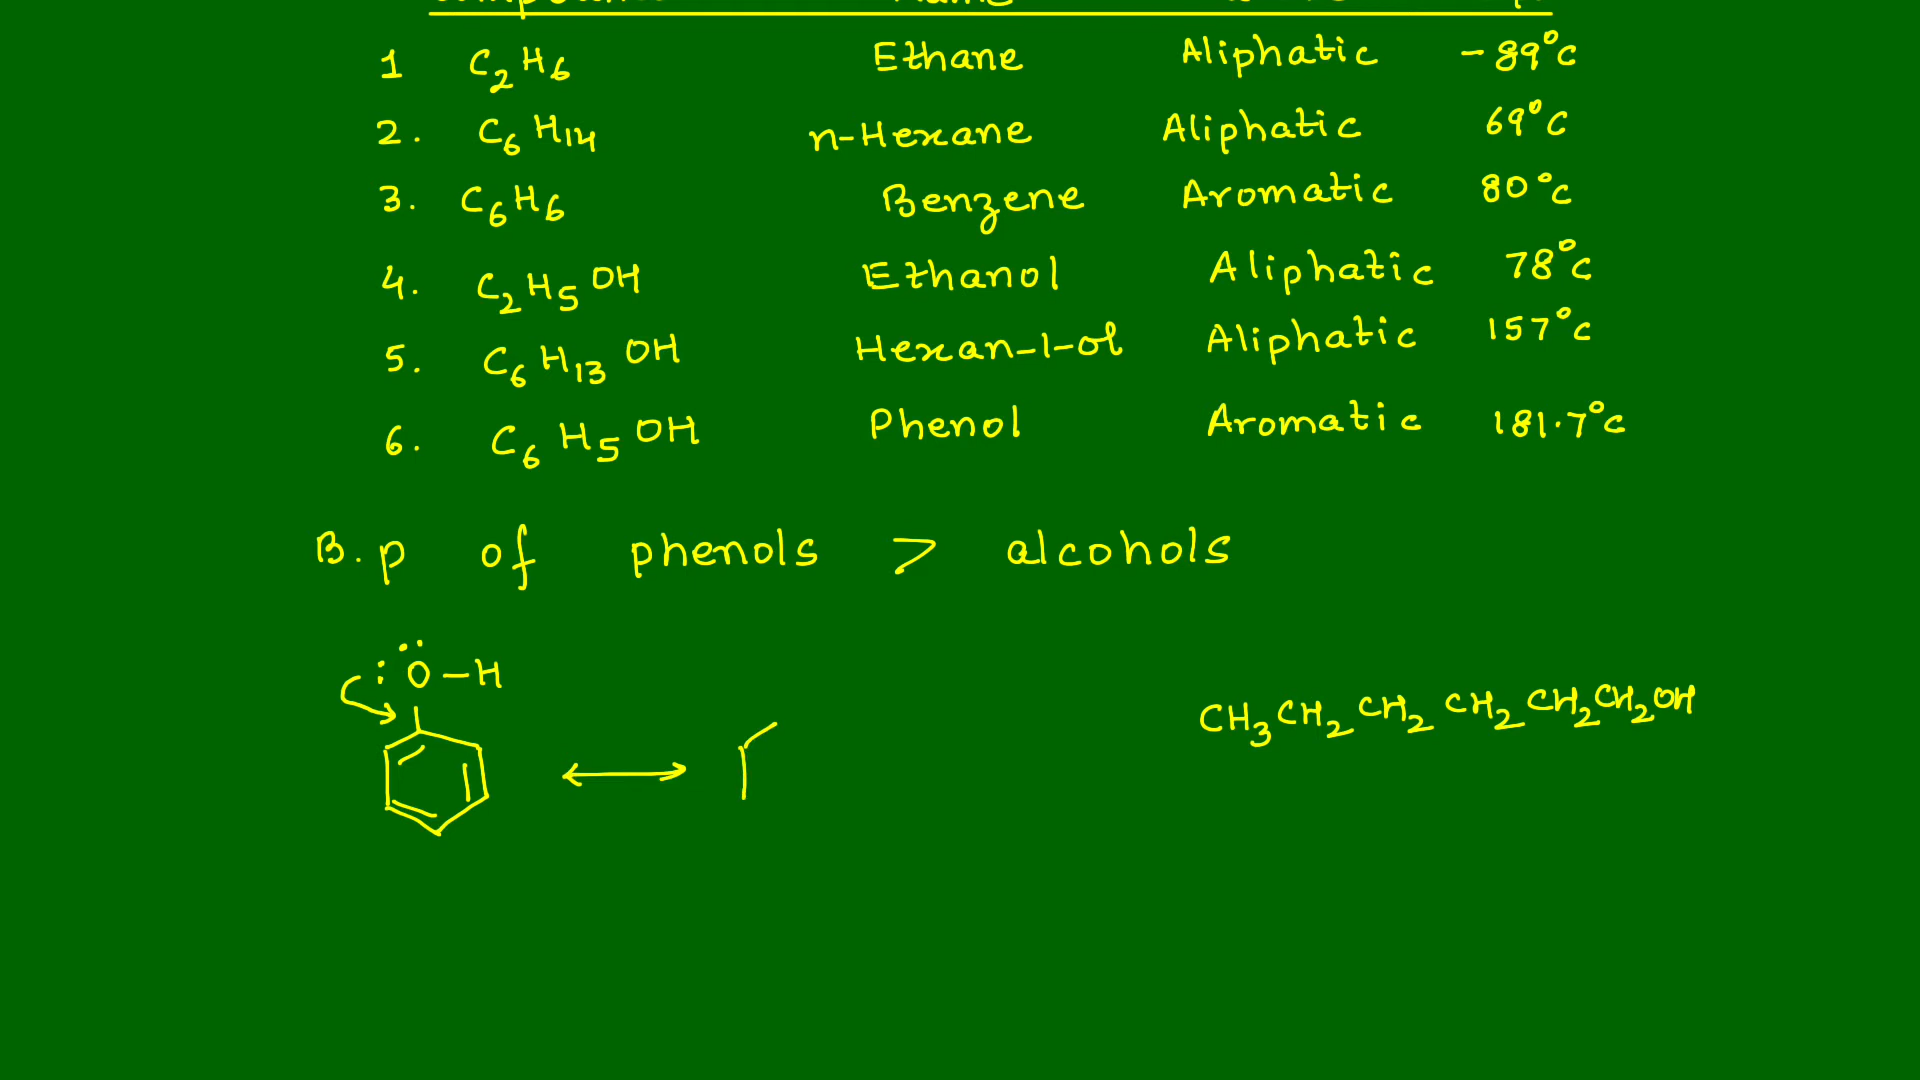 1 C2H6 Ethane Aliphatic -89°C
2. C6H14 n-Hexane Aliphatic 69°C
3. C6H6 Benzene Aromatic 80°C
4. C2H5OH Ethanol Aliphatic 78°C
5. C6H13OH Hexan-1-ol Aliphatic 157°C
6. C6H5OH Phenol Aromatic 181.7°C
B.p of phenols > alcohols
:Ö-H
CH3CH2CH2CH2CH2CH2OH